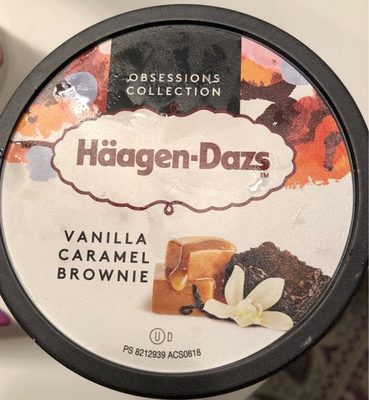 OBSESSIONS
COLLECTION
Häagen-Dazs
TM
VANILLA
CARAMEL
BROWNIE
U D
PS 8212939 ACS0818